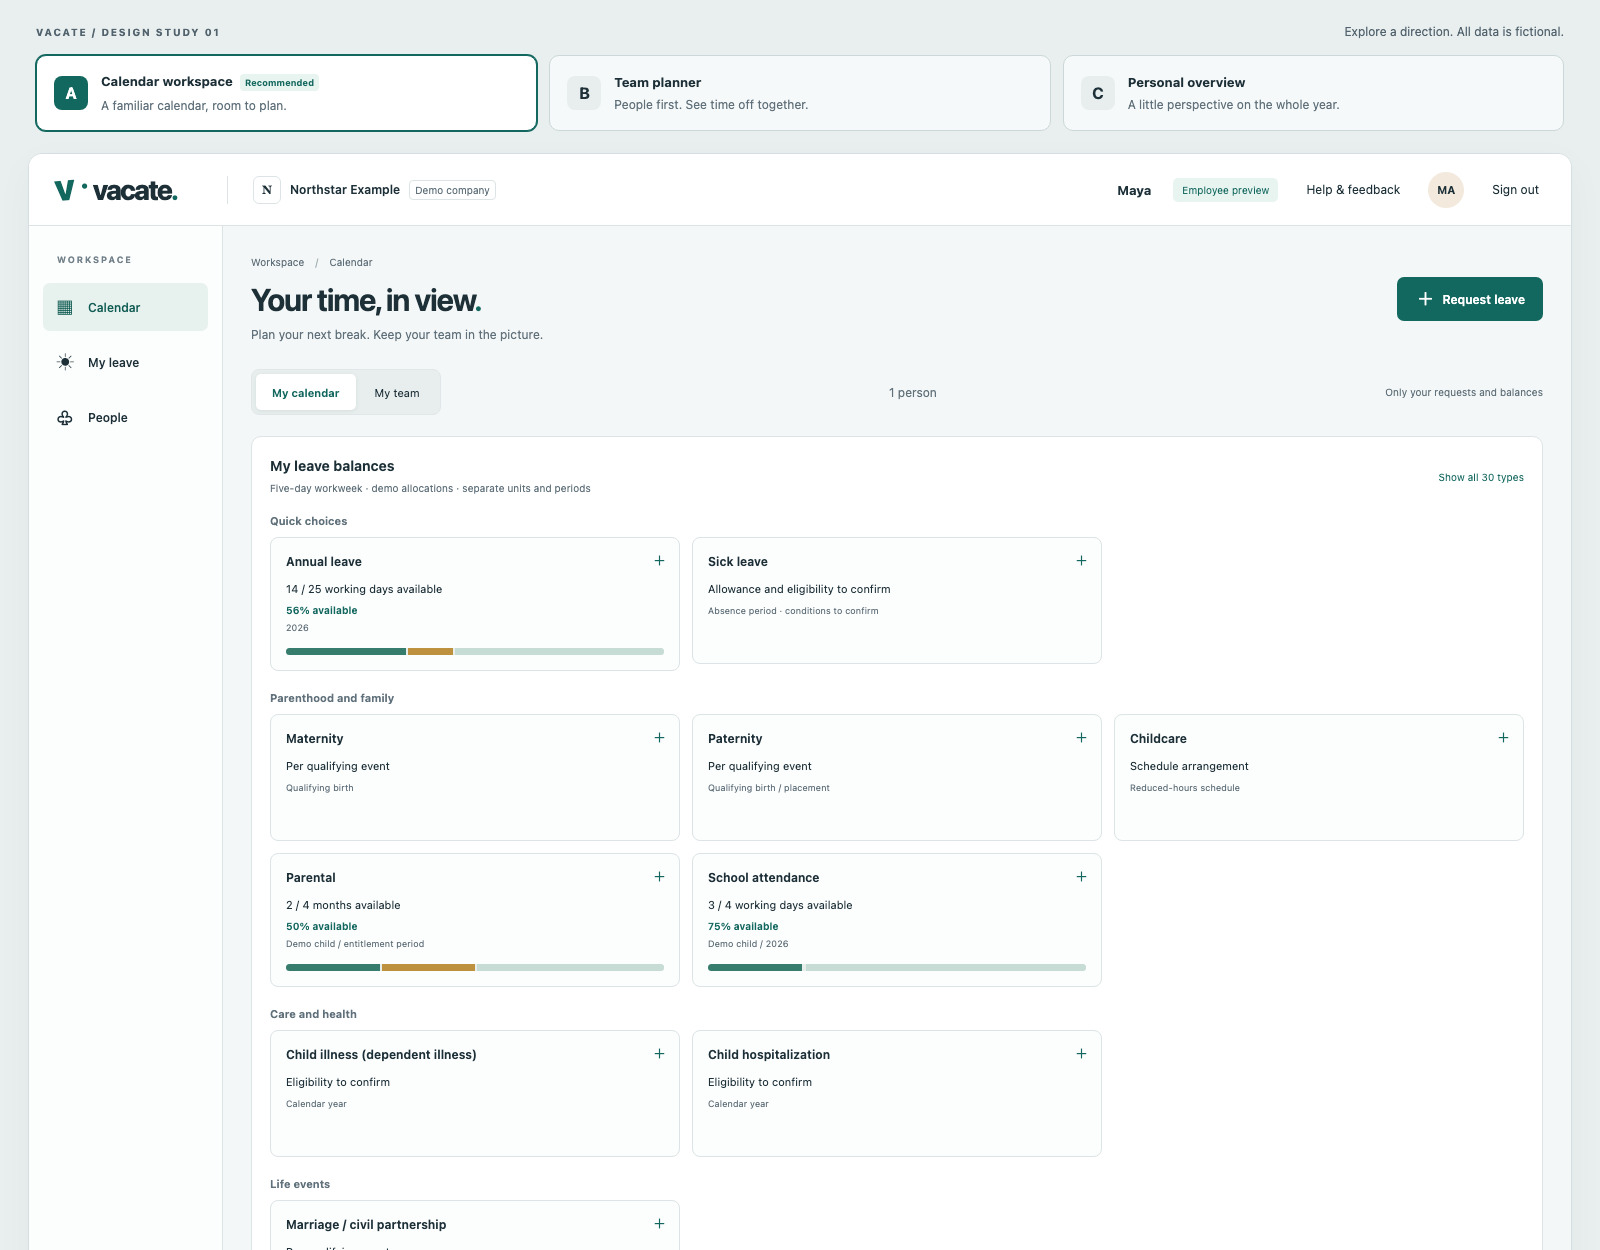 VACATE / DESIGN STUDY 01
Explore a direction. All data is fictional.
A
Calendar workspace Recommended
A familiar calendar, room to plan.
B
Team planner
People first. See time off together.
C
Personal overview
A little perspective on the whole year.
V vacate.
N
Northstar Example
Demo company
Maya
Employee preview
Help & feedback
MA
Sign out
WORKSPACE
Calendar
My leave
People
Workspace / Calendar
Your time, in view.
Plan your next break. Keep your team in the picture.
+ Request leave
My calendar
My team
1 person
Only your requests and balances
My leave balances
Five-day workweek · demo allocations · separate units and periods
Show all 30 types
Quick choices
Annual leave +
14 / 25 working days available
56% available
2026
Sick leave +
Allowance and eligibility to confirm
Absence period · conditions to confirm
Parenthood and family
Maternity +
Per qualifying event
Qualifying birth
Paternity +
Per qualifying event
Qualifying birth / placement
Childcare +
Schedule arrangement
Reduced-hours schedule
Parental +
2 / 4 months available
50% available
Demo child / entitlement period
School attendance +
3 / 4 working days available
75% available
Demo child / 2026
Care and health
Child illness (dependent illness) +
Eligibility to confirm
Calendar year
Child hospitalization +
Eligibility to confirm
Calendar year
Life events
Marriage / civil partnership +